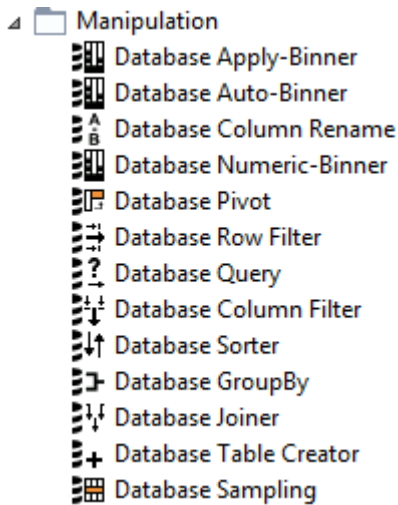 Manipulation
Database Apply-Binner
Database Auto-Binner
Database Column Rename
Database Numeric-Binner
Database Pivot
Database Row Filter
Database Query
Database Column Filter
Database Sorter
Database GroupBy
Database Joiner
Database Table Creator
Database Sampling